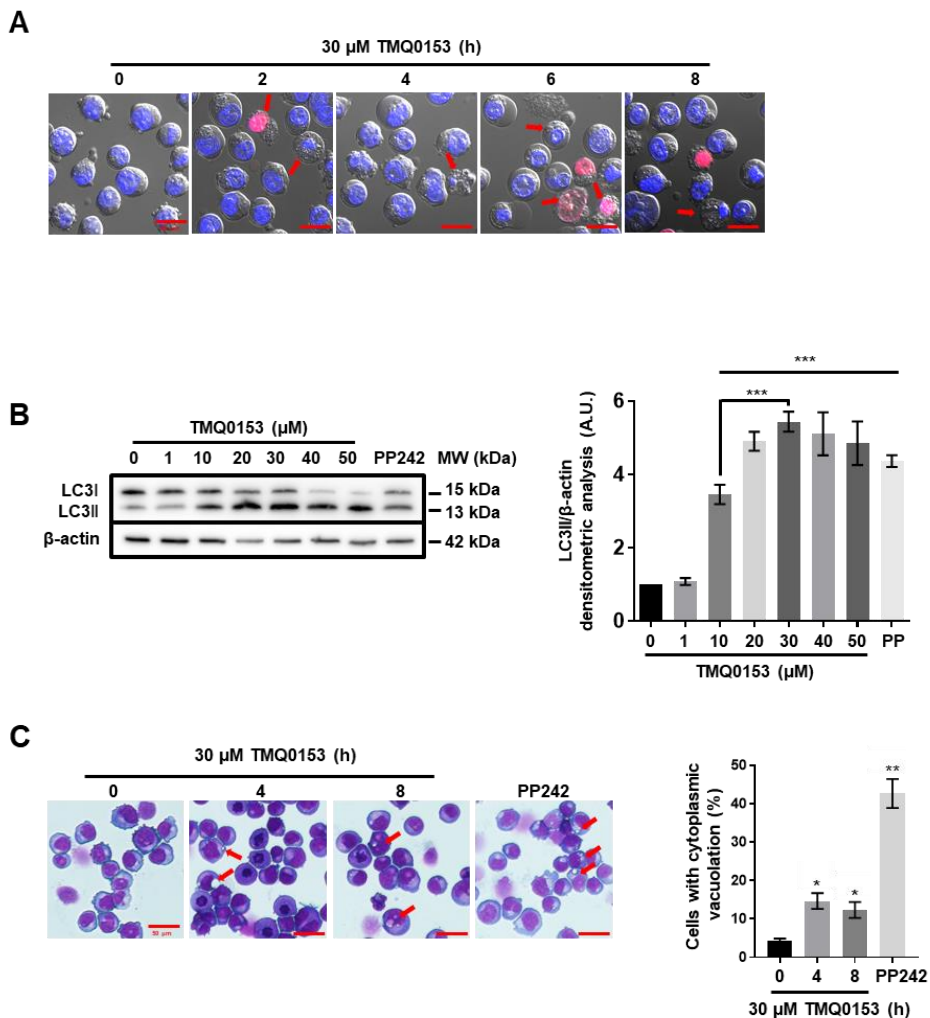 A
30 µM TMQ0153 (h)
0 2 4 6 8
B
TMQ0153 (µM)
0 1 10 20 30 40 50 PP242 MW (kDa)
LC3I
15 kDa
LC3II
13 kDa
β-actin
42 kDa
***
***
LC3II/β-actin
densitometric analysis (A.U.)
6
4
2
0
0 1 10 20 30 40 50 PP
TMQ0153 (µM)
C
30 µM TMQ0153 (h)
0 4 8 PP242
50 µm
Cells with cytoplasmic
vacuolation (%)
50
40
30
20
10
0
* * **
0 4 8 PP242
30 µM TMQ0153 (h)